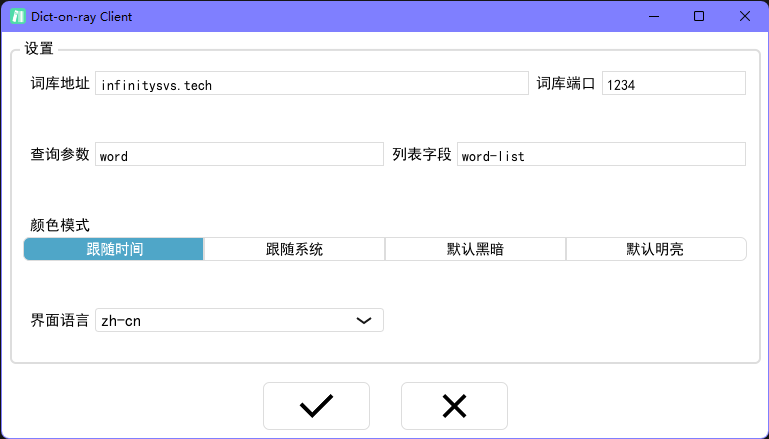 Dict-on-ray Client
设置
词库地址 infinitysvs.tech 词库端口 1234
查询参数 word 列表字段 word-list
颜色模式
跟随时间 跟随系统 默认黑暗 默认明亮
界面语言 zh-cn